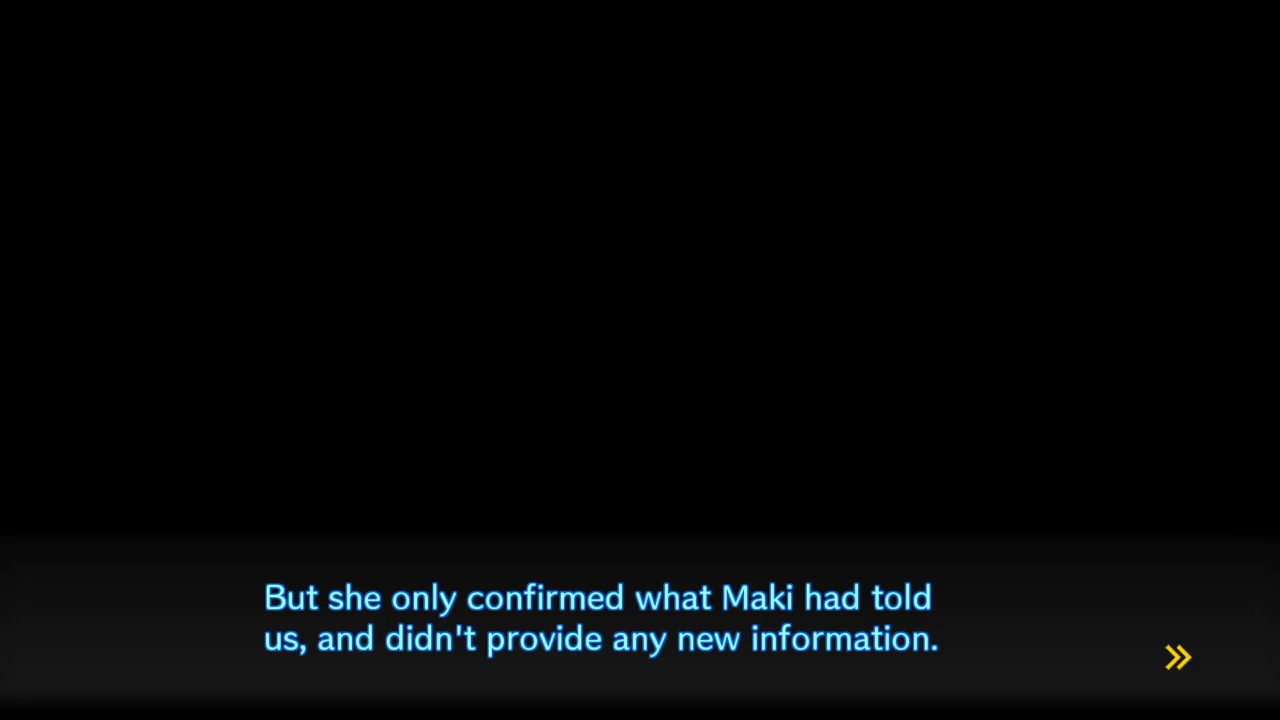 But she only confirmed what Maki had told
us, and didn't provide any new information.